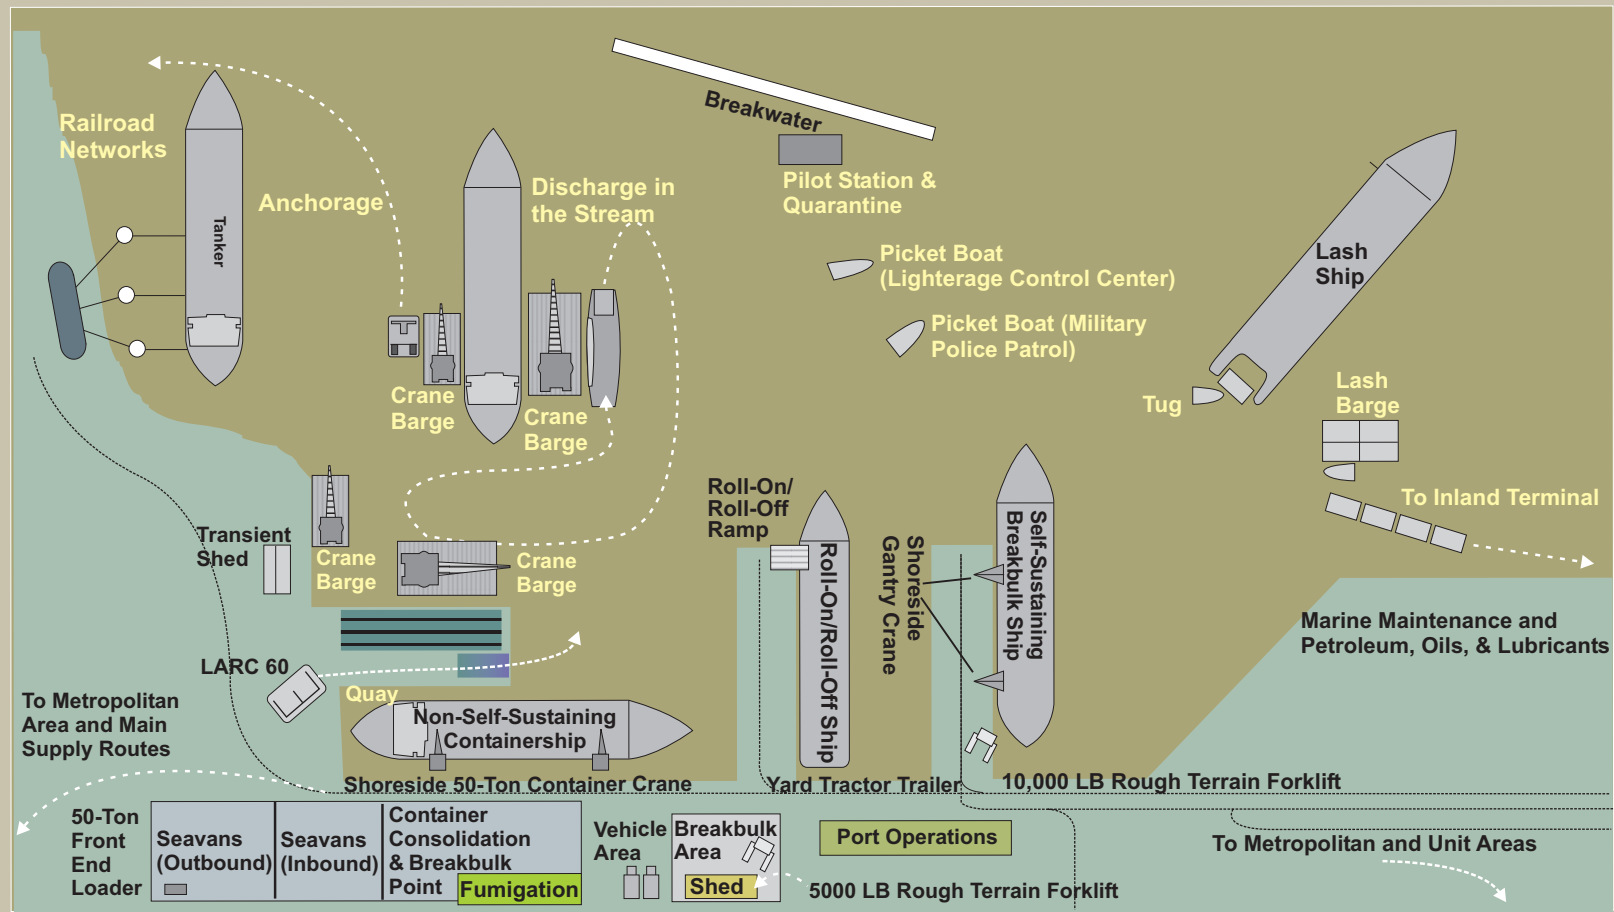 Breakwater
Railroad
Networks
Anchorage
Tanker
Discharge in
the Stream
Pilot Station &
Quarantine
Picket Boat
(Lighterage Control Center)
Picket Boat (Military
Police Patrol)
Lash
Ship
Tug
Lash
Barge
Crane
Barge
Crane
Barge
To Inland Terminal
Roll-On/
Roll-Off
Ramp
Transient
Shed
Crane
Barge
Crane
Barge
Roll-On/Roll-Off Ship
Shoreside
Gantry Crane
Self-Sustaining
Breakbulk Ship
Marine Maintenance and
Petroleum, Oils, & Lubricants
LARC 60
Quay
To Metropolitan
Area and Main
Supply Routes
Non-Self-Sustaining
Containership
Shoreside 50-Ton Container Crane
Yard Tractor Trailer
10,000 LB Rough Terrain Forklift
50-Ton
Front
End
Loader
Seavans
(Outbound)
Seavans
(Inbound)
Container
Consolidation
& Breakbulk
Point
Fumigation
Vehicle
Area
Breakbulk
Area
Shed
Port Operations
5000 LB Rough Terrain Forklift
To Metropolitan and Unit Areas